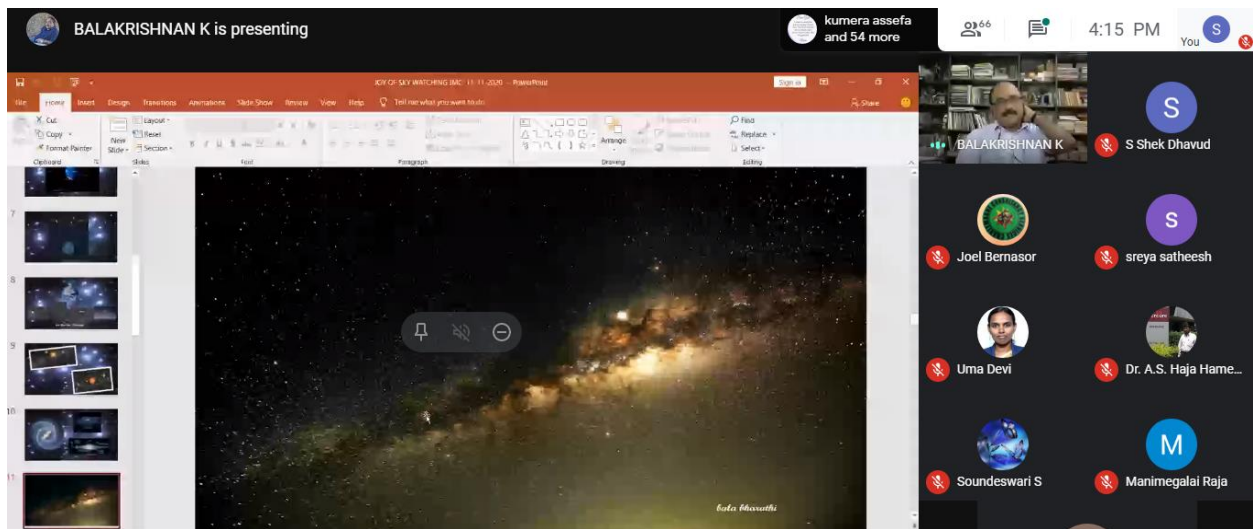 BALAKRISHNAN K is presenting
kumera assefa
and 54 more
66
4:15 PM
You
S
JOY OF SKY WATCHING IMC 11-11-2020 - PowerPoint
Sign in
File Home Insert Design Transitions Animations Slide Show Review View Help Tell me what you want to do
Share
Cut
Copy
Format Painter
Clipboard
New
Slide
Layout
Reset
Section
Slides
Font
Paragraph
Arrange
Drawing
Find
Replace
Select
Editing
7
8
9
10
11
bala bharathi
BALAKRISHNAN K
S
S Shek Dhavud
Joel Bernasor
s
sreya satheesh
Uma Devi
Dr. A.S. Haja Hame...
Soundeswari S
M
Manimegalai Raja